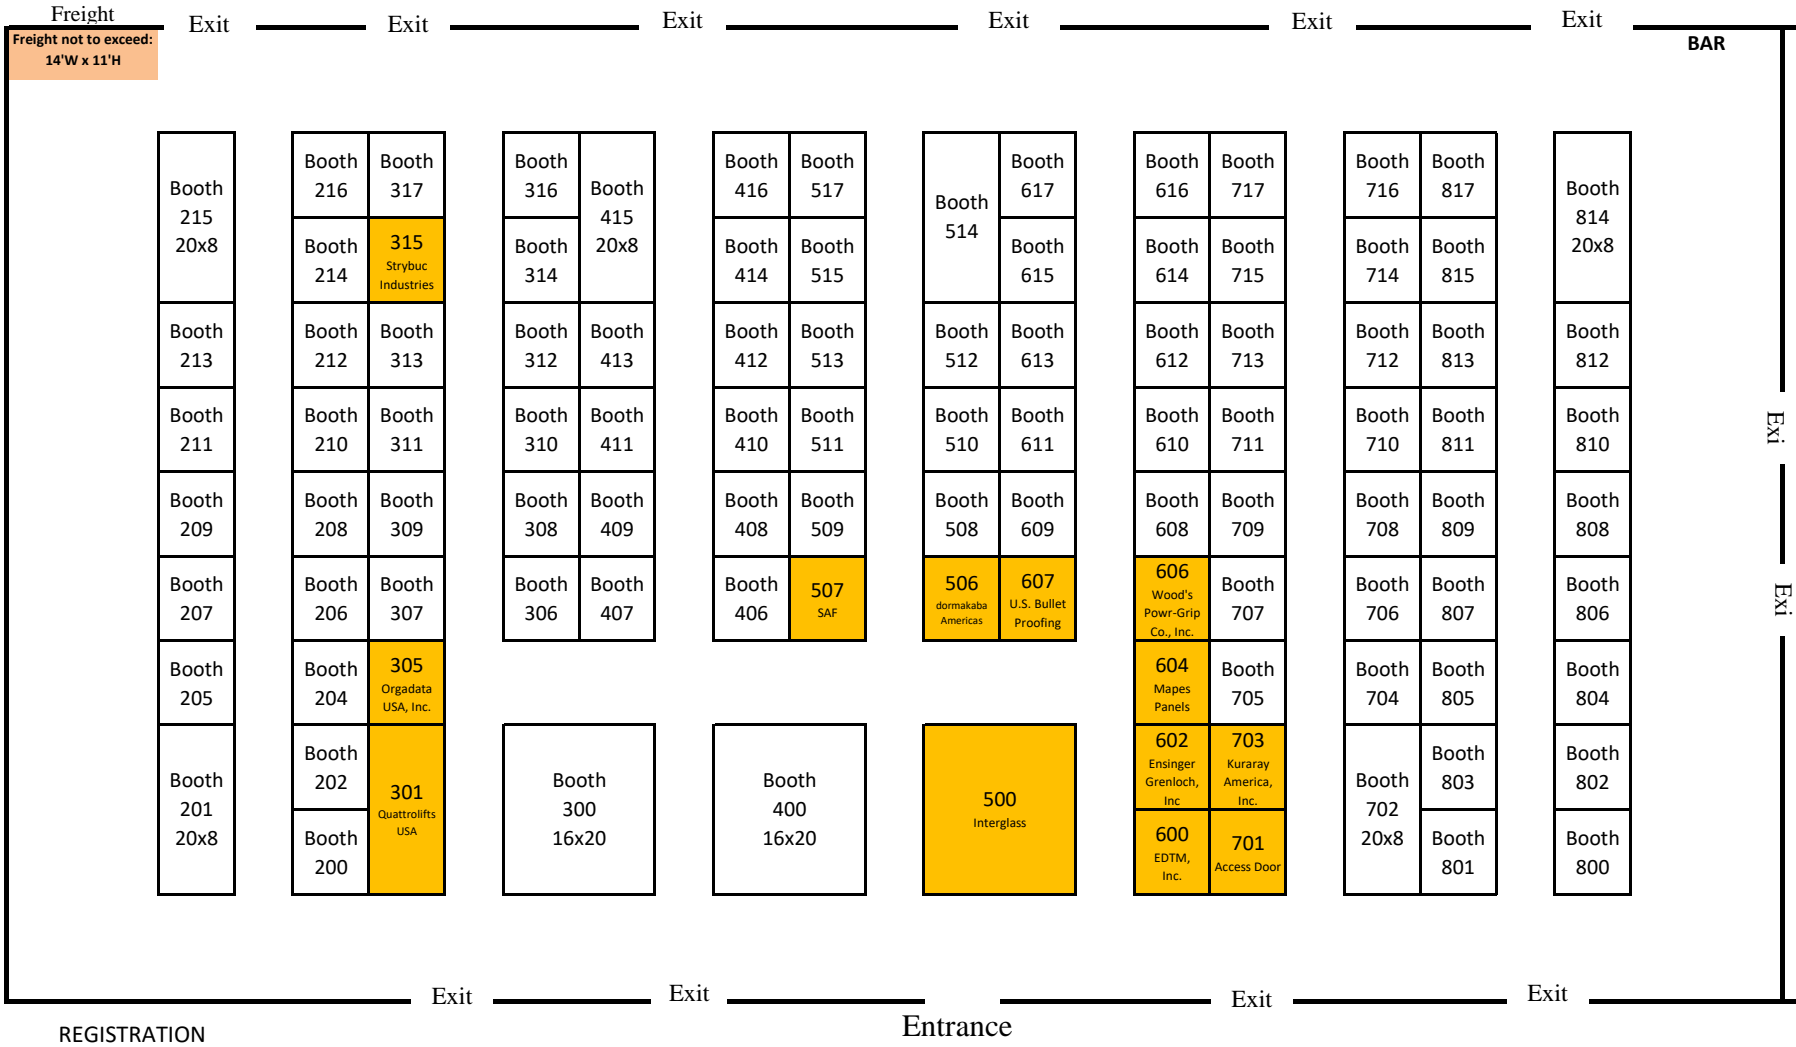 Freight
Exit
Exit
Exit
Exit
Exit
Exit
Freight not to exceed:
14'W x 11'H
BAR
Booth
215
20x8
Booth
216
Booth
317
Booth
316
Booth
415
20x8
Booth
416
Booth
517
Booth
514
Booth
617
Booth
616
Booth
717
Booth
716
Booth
817
Booth
814
20x8
Booth
214
315
Strybuc
Industries
Booth
314
Booth
414
Booth
515
Booth
615
Booth
614
Booth
715
Booth
714
Booth
815
Booth
213
Booth
212
Booth
313
Booth
312
Booth
413
Booth
412
Booth
513
Booth
512
Booth
613
Booth
612
Booth
713
Booth
712
Booth
813
Booth
812
Booth
211
Booth
210
Booth
311
Booth
310
Booth
411
Booth
410
Booth
511
Booth
510
Booth
611
Booth
610
Booth
711
Booth
710
Booth
811
Booth
810
Exi
Booth
209
Booth
208
Booth
309
Booth
308
Booth
409
Booth
408
Booth
509
Booth
508
Booth
609
Booth
608
Booth
709
Booth
708
Booth
809
Booth
808
Booth
207
Booth
206
Booth
307
Booth
306
Booth
407
Booth
406
507
SAF
506
dormakaba
Americas
607
U.S. Bullet
Proofing
606
Wood's
Powr-Grip
Co., Inc.
Booth
707
Booth
706
Booth
807
Booth
806
Exi
Booth
205
Booth
204
305
Orgadata
USA, Inc.
604
Mapes
Panels
Booth
705
Booth
704
Booth
805
Booth
804
Booth
201
20x8
Booth
202
301
Quattrolifts
USA
Booth
300
16x20
Booth
400
16x20
500
Interglass
602
Ensinger
Grenloch,
Inc
703
Kuraray
America,
Inc.
Booth
702
20x8
Booth
803
Booth
802
Booth
200
600
EDTM,
Inc.
701
Access Door
Booth
801
Booth
800
Exit
Exit
Exit
Exit
Entrance
REGISTRATION